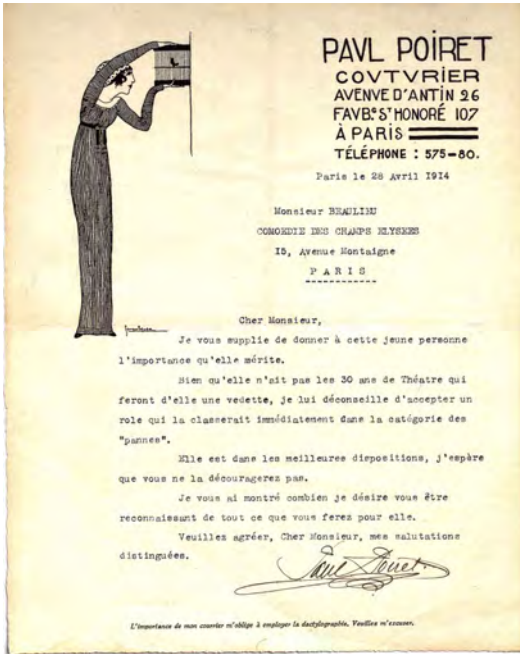 PAVL POIRET
COVTVRIER
AVENVE D'ANTIN 26
FAVB.G ST HONORÉ 107
À PARIS
TÉLÉPHONE : 575-80.
Paris le 28 Avril 1914
Monsieur BEAULIEU
COMOEDIE DES CHAMPS ELYSEES
15, Avenue Montaigne
P A R I S
Cher Monsieur,
Je vous supplie de donner à cette jeune personne
l'importance qu'elle mérite.
Bien qu'elle n'ait pas les 30 ans de Théatre qui
feront d'elle une vedette, je lui déconseille d'accepter un
role qui la classerait immédiatement dans la catégorie des
"pannes".
Elle est dans les meilleures dispositions, j'espère
que vous ne la découragerez pas.
Je vous ai montré combien je désire vous être
reconnaissant de tout ce que vous ferez pour elle.
Veuillez agréer, Cher Monsieur, mes salutations
distinguées.
Paul Poiret
L'importance de mon courrier m'oblige à employer la dactylographie. Veuillez m'excuser.